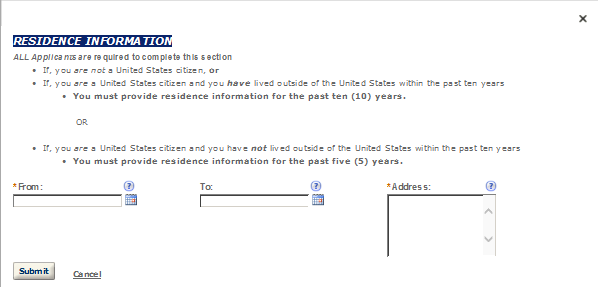 RESIDENCE INFORMATION
ALL Applicants are required to complete this section
• If, you are not a United States citizen, or
• If, you are a United States citizen and you have lived outside of the United States within the past ten years
• You must provide residence information for the past ten (10) years.
OR
• If, you are a United States citizen and you have not lived outside of the United States within the past ten years
• You must provide residence information for the past five (5) years.
*From: ? To: ? *Address: ?
Submit Cancel